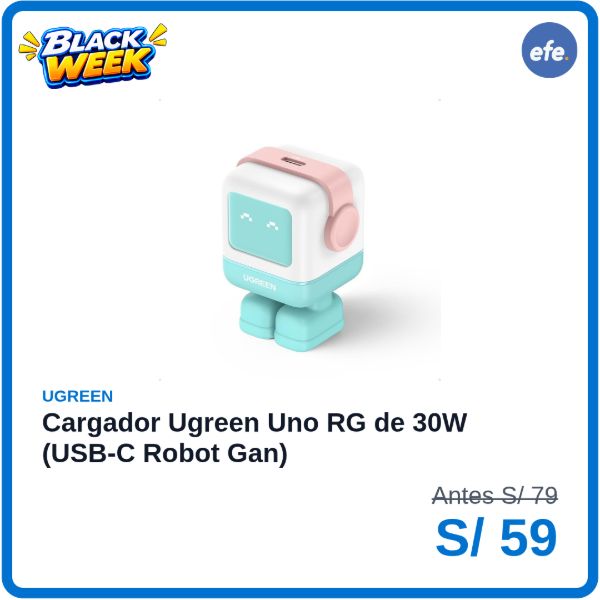 BLACK
WEEK
efe.
UGREEN
UGREEN
Cargador Ugreen Uno RG de 30W
(USB-C Robot Gan)
Antes S/ 79
S/ 59